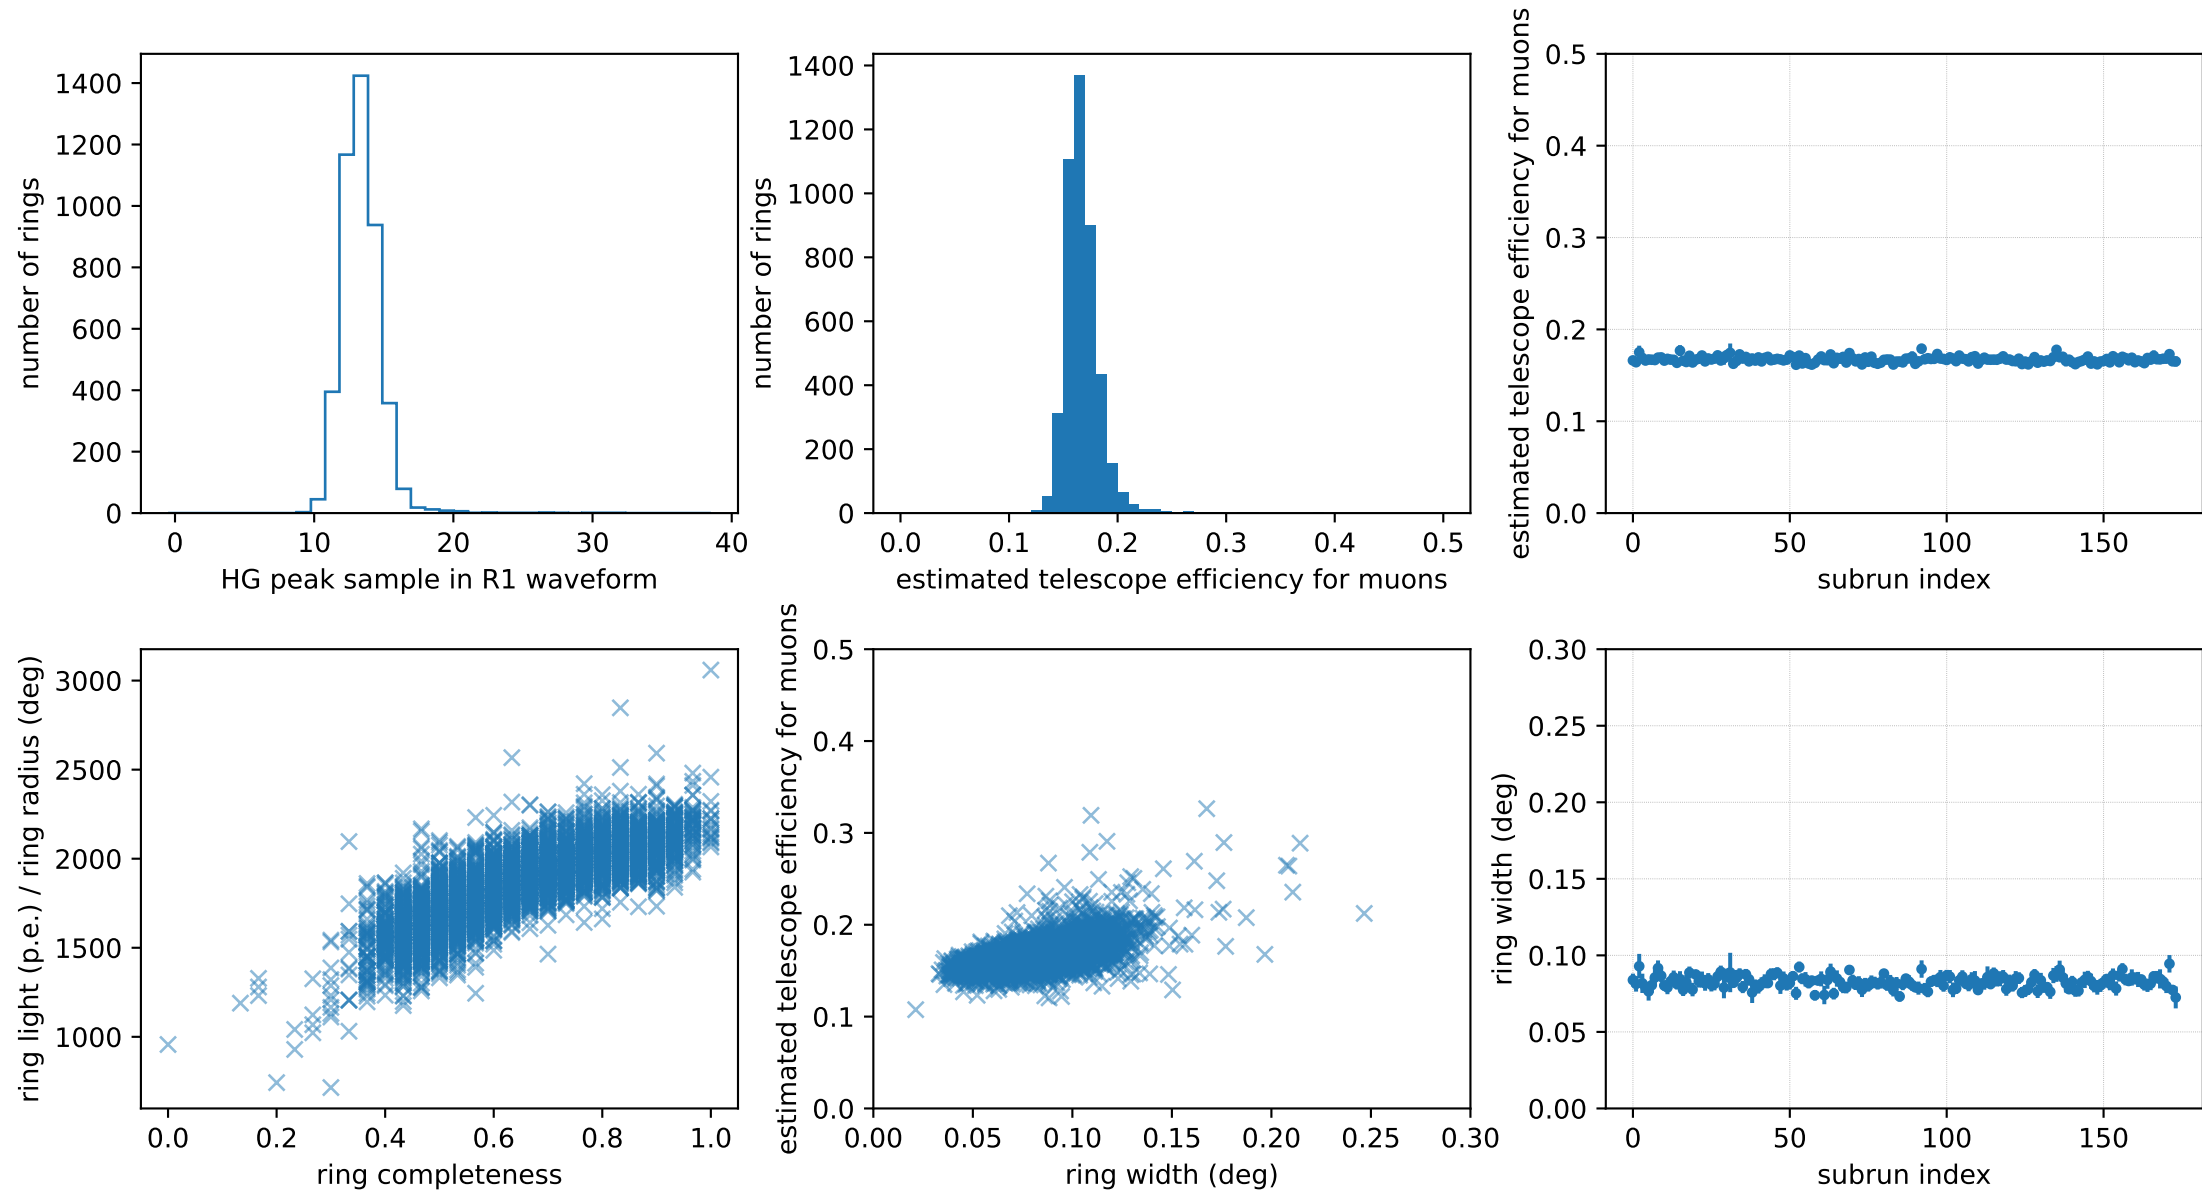 1400
1200
1000
800
600
400
200
0
number of rings
0 10 20 30 40
HG peak sample in R1 waveform
1400
1200
1000
800
600
400
200
0
number of rings
0.0 0.1 0.2 0.3 0.4 0.5
estimated telescope efficiency for muons
0.5
0.4
0.3
0.2
0.1
0.0
estimated telescope efficiency for muons
0 50 100 150
subrun index
3000
2500
2000
1500
1000
ring light (p.e.) / ring radius (deg)
0.0 0.2 0.4 0.6 0.8 1.0
ring completeness
0.5
0.4
0.3
0.2
0.1
0.0
estimated telescope efficiency for muons
0.00 0.05 0.10 0.15 0.20 0.25 0.30
ring width (deg)
0.30
0.25
0.20
0.15
0.10
0.05
0.00
ring width (deg)
0 50 100 150
subrun index